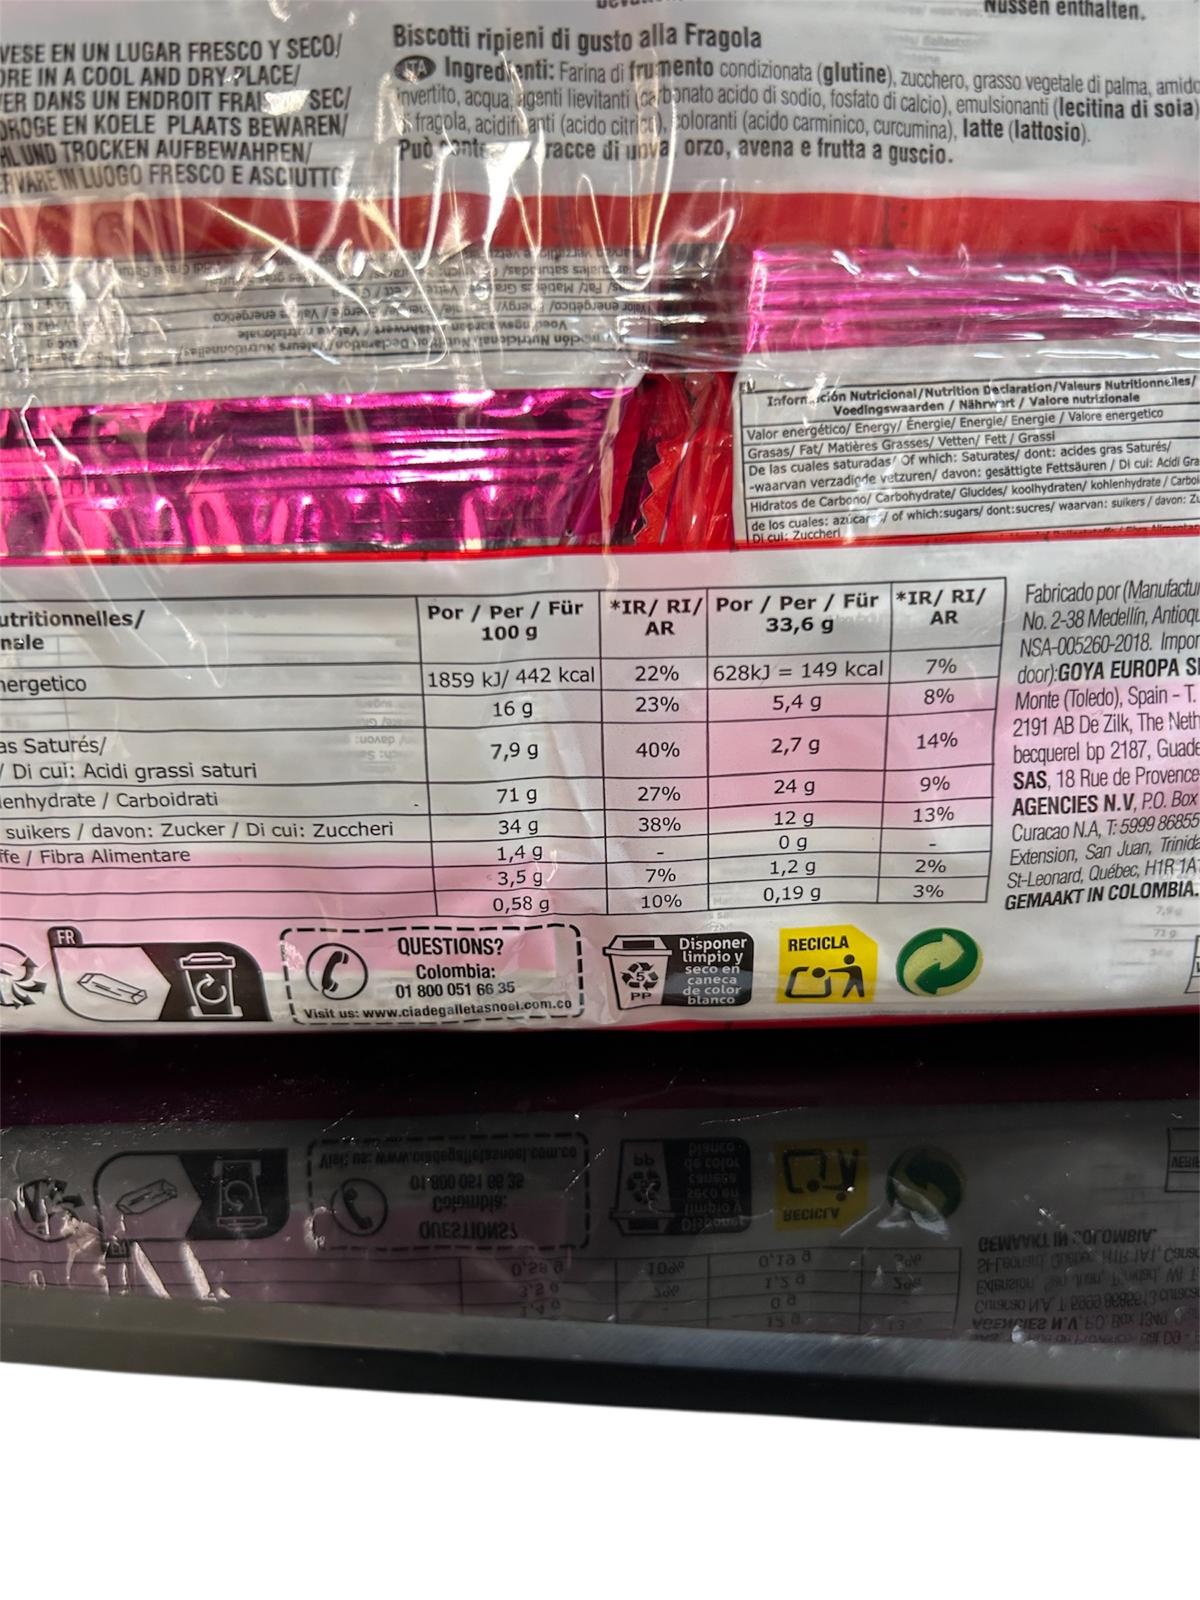 Nüssen enthalten.
VESE EN UN LUGAR FRESCO Y SECO/
ORE IN A COOL AND DRY PLACE/
ER DANS UN ENDROIT FRAIS SEC/
DROGE EN KOELE PLAATS BEWAREN/
HL UND TROCKEN AUFBEWAHREN/
ERVARE IN LUOGO FRESCO E ASCIUTTO
Biscotti ripieni di gusto alla Fragola
ITA Ingredienti: Farina di frumento condizionata (glutine), zucchero, grasso vegetale di palma, amido
invertito, acqua, agenti lievitanti (carbonato acido di sodio, fosfato di calcio), emulsionanti (lecitina di soia)
di fragola, acidificanti (acido citrico), coloranti (acido carminico, curcumina), latte (lattosio).
Può tracce di uova, orzo, avena e frutta a guscio.
EU
Información Nutricional/Nutrition Declaration/Valeurs Nutritionnelles/
Voedingswaarden / Nährwert / Valore nutrizionale
Valor energético/ Energy/ Énergie/ Energie/ Energie / Valore energetico
Grasas/ Fat/ Matières Grasses/ Vetten/ Fett / Grassi
De las cuales saturadas/ Of which: Saturates/ dont: acides gras Saturés/
-waarvan verzadigde vetzuren/ davon: gesättigte Fettsäuren / Di cui: Acidi Gra
Hidratos de Carbono/ Carbohydrate/ Glucides/ koolhydraten/ kohlenhydrate / Carboi
de los cuales: azúcares/ of which:sugars/ dont:sucres/ waarvan: suikers / davon: Zu
Di cui: Zuccheri
utritionnelles/
nale
Por / Per / Für 100 g *IR/ RI/ AR Por / Per / Für 33,6 g *IR/ RI/ AR
nergetico 1859 kJ/ 442 kcal 22% 628kJ = 149 kcal 7%
16 g 23% 5,4 g 8%
as Saturés/
/ Di cui: Acidi grassi saturi 7,9 g 40% 2,7 g 14%
lenhydrate / Carboidrati 71 g 27% 24 g 9%
suikers / davon: Zucker / Di cui: Zuccheri 34 g 38% 12 g 13%
ffe / Fibra Alimentare 1,4 g - 0 g -
3,5 g 7% 1,2 g 2%
0,58 g 10% 0,19 g 3%
Fabricado por (Manufactu
No. 2-38 Medellín, Antioqu
NSA-005260-2018. Impor
door):GOYA EUROPA S
Monte (Toledo), Spain - T.
2191 AB De Zilk, The Neth
becquerel bp 2187, Guade
SAS, 18 Rue de Provence
AGENCIES N.V, P.O. Box
Curacao N.A, T: 5999 86855
Extension, San Juan, Trinida
St-Leonard, Québec, H1R 1A
GEMAAKT IN COLOMBIA.
FR
QUESTIONS?
Colombia:
01 800 051 66 35
Visit us: www.ciadegalletasnoel.com.co
5
PP
Disponer
limpio y
seco en
caneca
de color
blanco
RECICLA